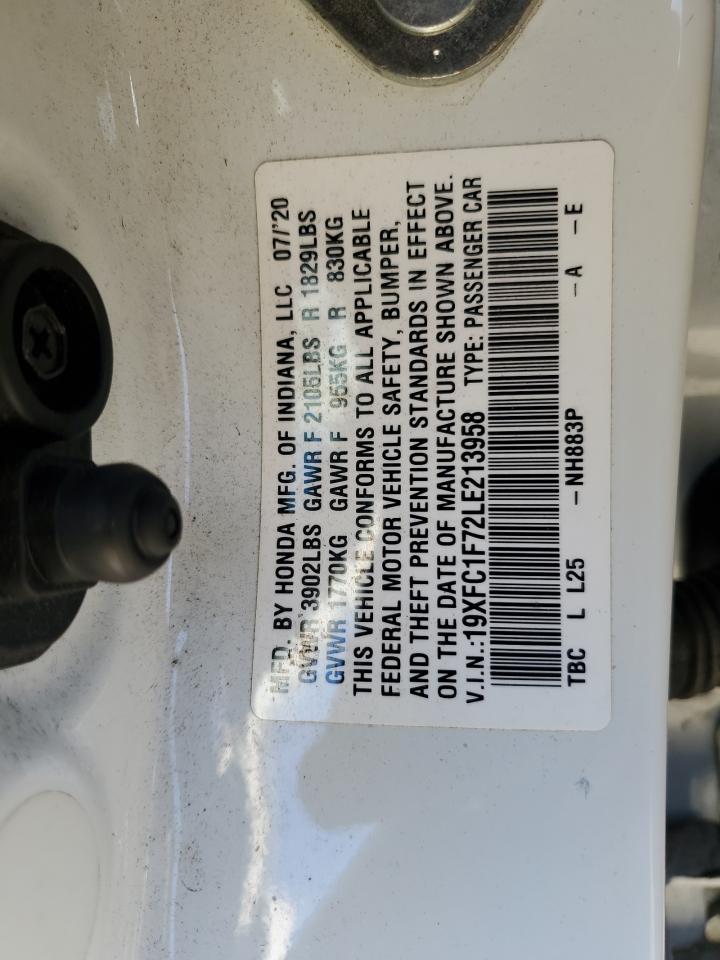 MFD. BY HONDA MFG. OF INDIANA, LLC 07/'20
GVWR 3902LBS GAWR F 2105LBS R 1829LBS
GVWR 1770KG GAWR F 955KG R 830KG
THIS VEHICLE CONFORMS TO ALL APPLICABLE
FEDERAL MOTOR VEHICLE SAFETY, BUMPER,
AND THEFT PREVENTION STANDARDS IN EFFECT
ON THE DATE OF MANUFACTURE SHOWN ABOVE.
V.I.N.:19XFC1F72LE213958 TYPE: PASSENGER CAR
TBC L L25 -NH883P -A -E